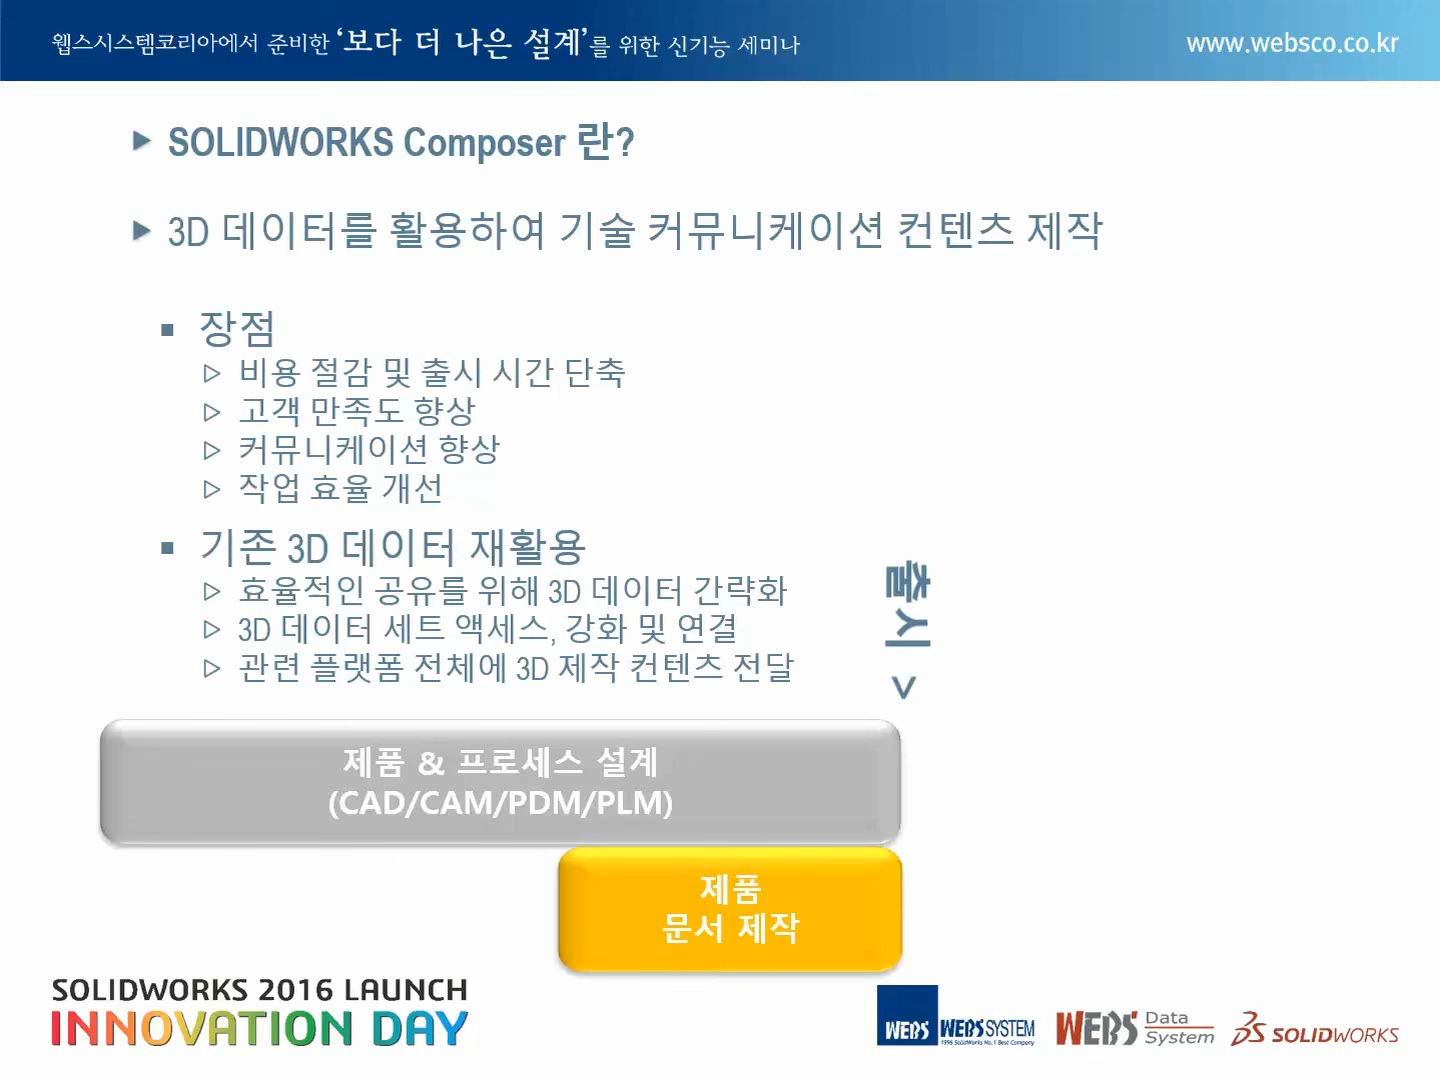 웹스시스템코리아에서 준비한 ‘보다 더 나은 설계’를 위한 신기능 세미나
www.websco.co.kr
SOLIDWORKS Composer 란?
3D 데이터를 활용하여 기술 커뮤니케이션 컨텐츠 제작
장점
비용 절감 및 출시 시간 단축
고객 만족도 향상
커뮤니케이션 향상
작업 효율 개선
기존 3D 데이터 재활용
효율적인 공유를 위해 3D 데이터 간략화
3D 데이터 세트 액세스, 강화 및 연결
관련 플랫폼 전체에 3D 제작 컨텐츠 전달
출시 >
제품 & 프로세스 설계
(CAD/CAM/PDM/PLM)
제품
문서 제작
SOLIDWORKS 2016 LAUNCH
INNOVATION DAY
WEBS
WEBSSYSTEM
1996 SolidWorks No.1 Best Company
WEBS Data System
SOLIDWORKS